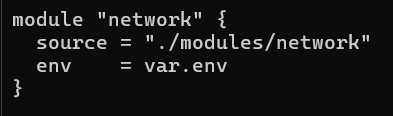 module "network" {
  source = "./modules/network"
  env    = var.env
}